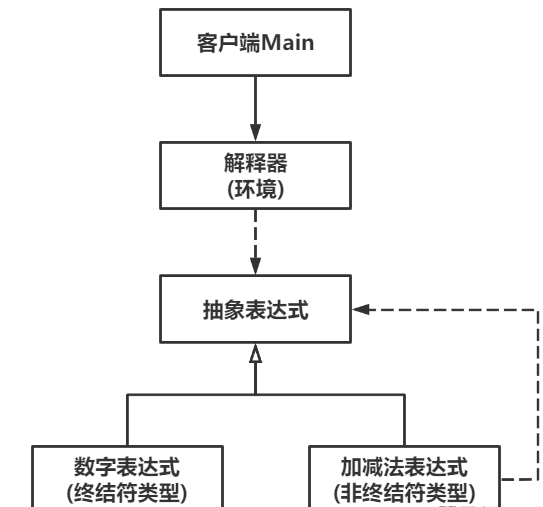 客户端Main
解释器
(环境)
抽象表达式
数字表达式
(终结符类型)
加减法表达式
(非终结符类型)